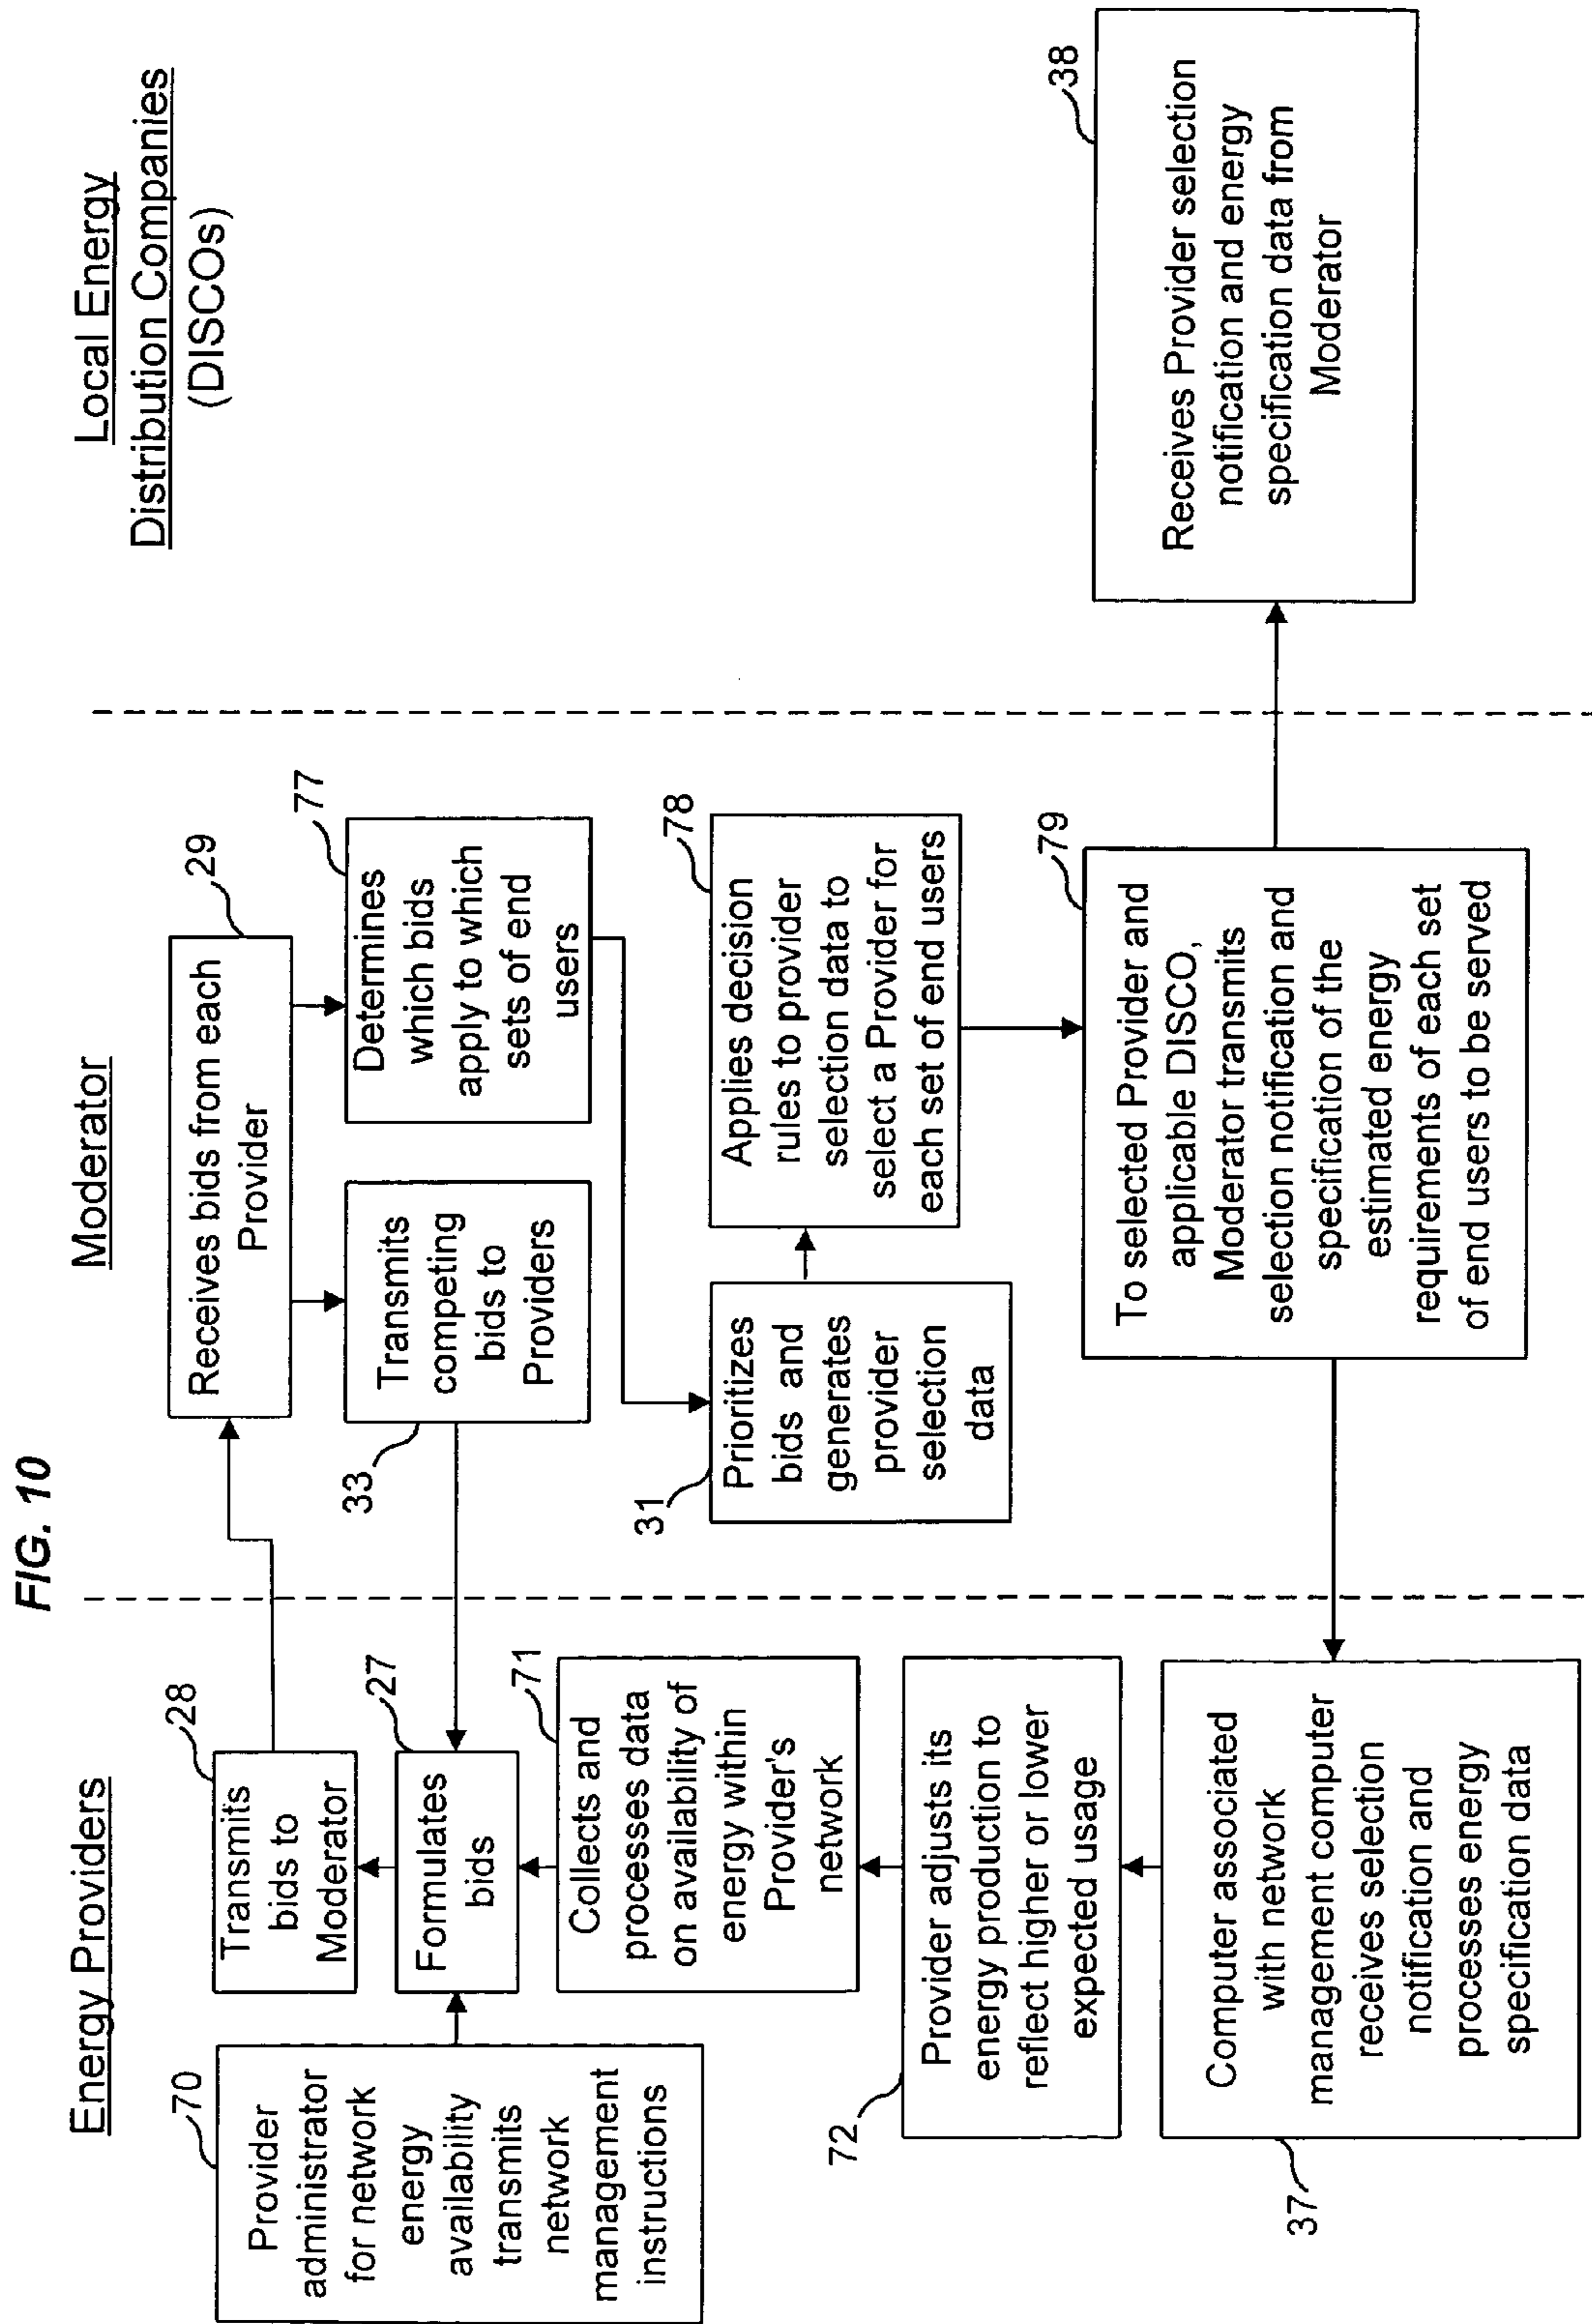 FIG. 10
Energy Providers
Moderator
Local Energy
Distribution Companies
(DISCOs)
70
Provider
administrator
for network
energy
availability
transmits
network
management
instructions
28
Transmits
bids to
Moderator
27
Formulates
bids
71
Collects and
processes data
on availability of
energy within
Provider's
network
72
Provider adjusts its
energy production to
reflect higher or lower
expected usage
37
Computer associated
with network
management computer
receives selection
notification and
processes energy
specification data
29
Receives bids from each
Provider
33
Transmits
competing
bids to
Providers
77
Determines
which bids
apply to which
sets of end
users
31
Prioritizes
bids and
generates
provider
selection
data
78
Applies decision
rules to provider
selection data to
select a Provider for
each set of end users
79
To selected Provider and
applicable DISCO,
Moderator transmits
selection notification and
specification of the
estimated energy
requirements of each set
of end users to be served
38
Receives Provider selection
notification and energy
specification data from
Moderator